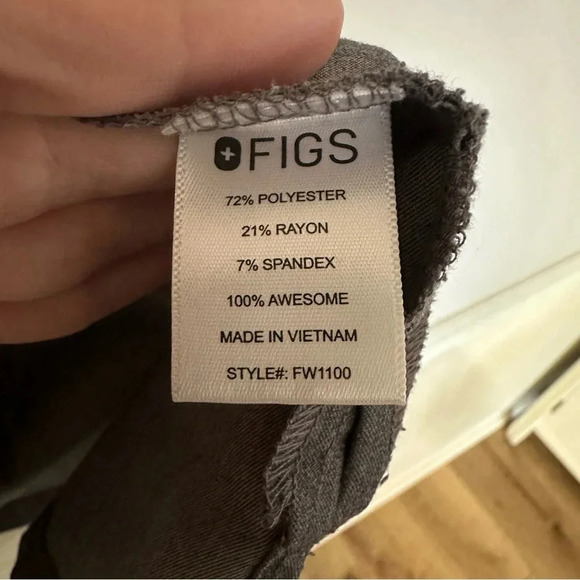 FIGS
72% POLYESTER
21% RAYON
7% SPANDEX
100% AWESOME
MADE IN VIETNAM
STYLE#: FW1100